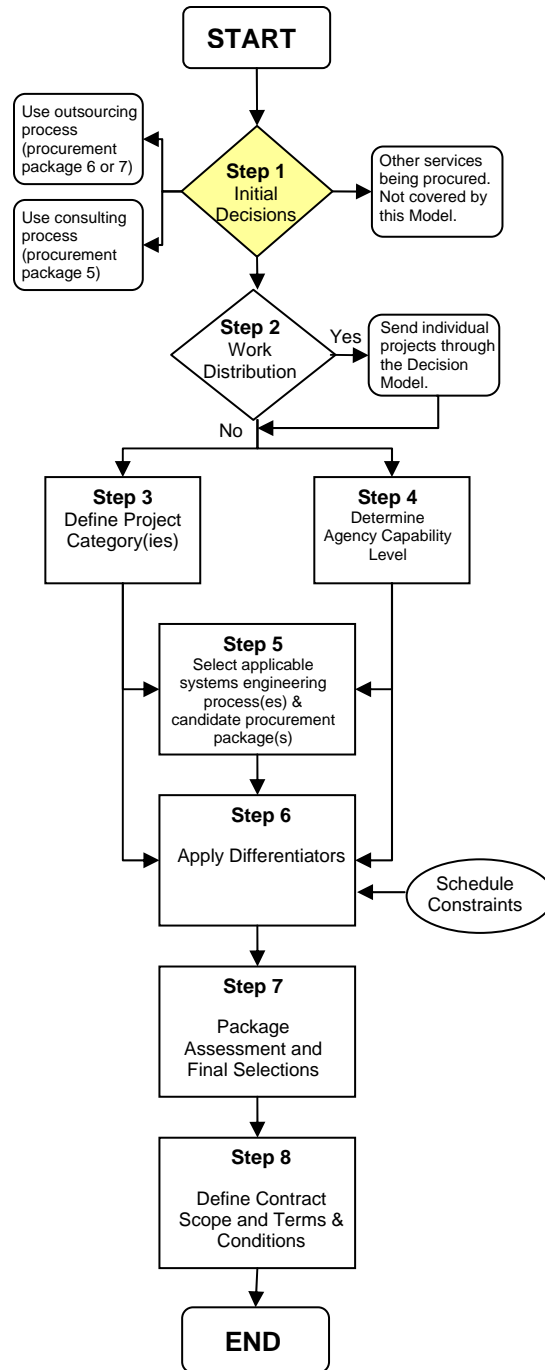 START
Use outsourcing
process
(procurement
package 6 or 7)
Step 1
Initial
Decisions
Other services
being procured.
Not covered by
this Model.
Use consulting
process
(procurement
package 5)
Step 2
Work
Distribution
Yes
Send individual
projects through
the Decision
Model.
No
Step 3
Define Project
Category(ies)
Step 4
Determine
Agency Capability
Level
Step 5
Select applicable
systems engineering
process(es) &
candidate procurement
package(s)
Step 6
Apply Differentiators
Schedule
Constraints
Step 7
Package
Assessment and
Final Selections
Step 8
Define Contract
Scope and Terms &
Conditions
END